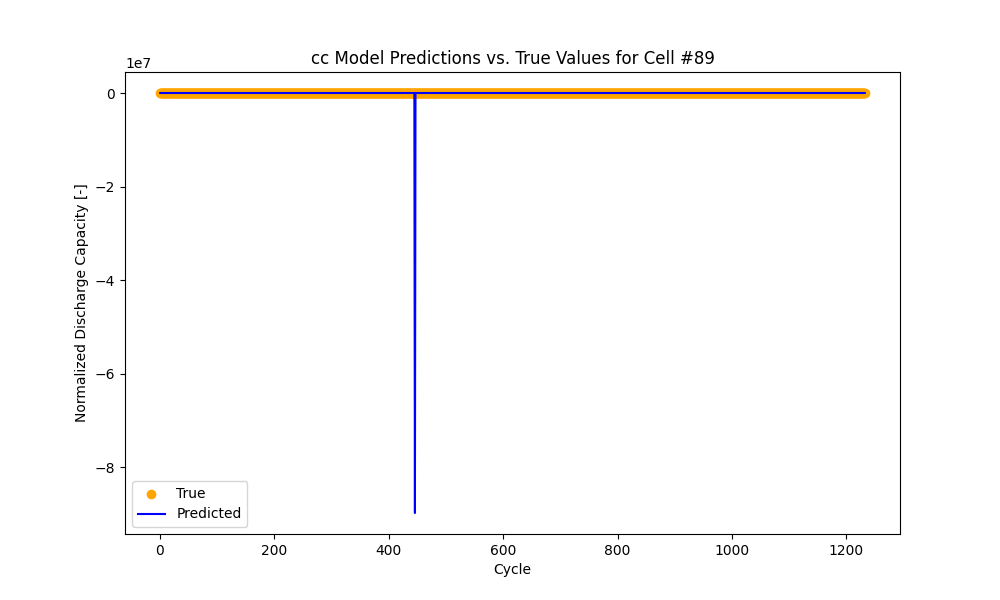 cc Model Predictions vs. True Values for Cell #89
1e7
0
−2
−4
−6
−8
Normalized Discharge Capacity [-]
True
Predicted
0 200 400 600 800 1000 1200
Cycle